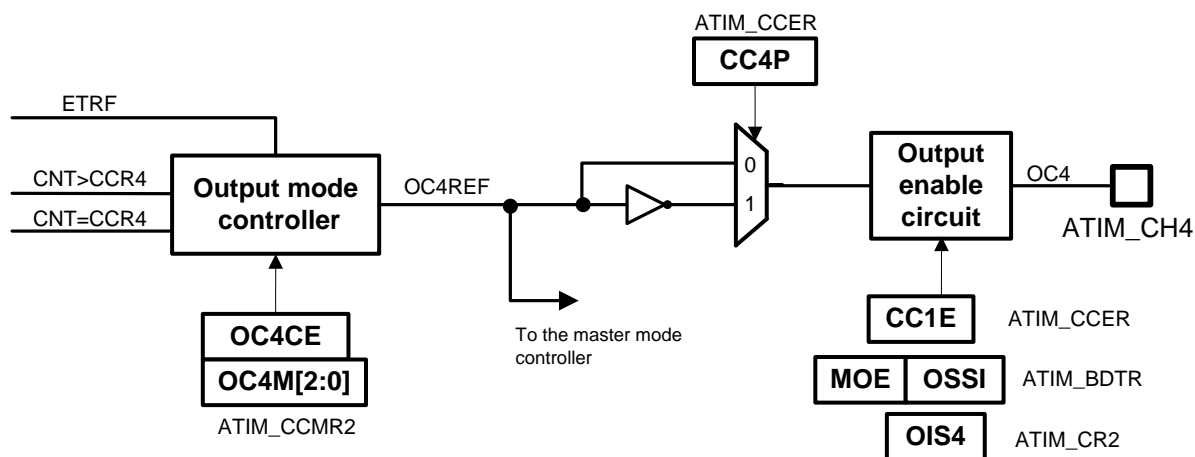 ATIM_CCER
CC4P
ETRF
CNT>CCR4
CNT=CCR4
Output mode
controller
OC4REF
0
1
Output
enable
circuit
OC4
ATIM_CH4
OC4CE
OC4M[2:0]
ATIM_CCMR2
To the master mode
controller
CC1E
ATIM_CCER
MOE OSSI
ATIM_BDTR
OIS4
ATIM_CR2